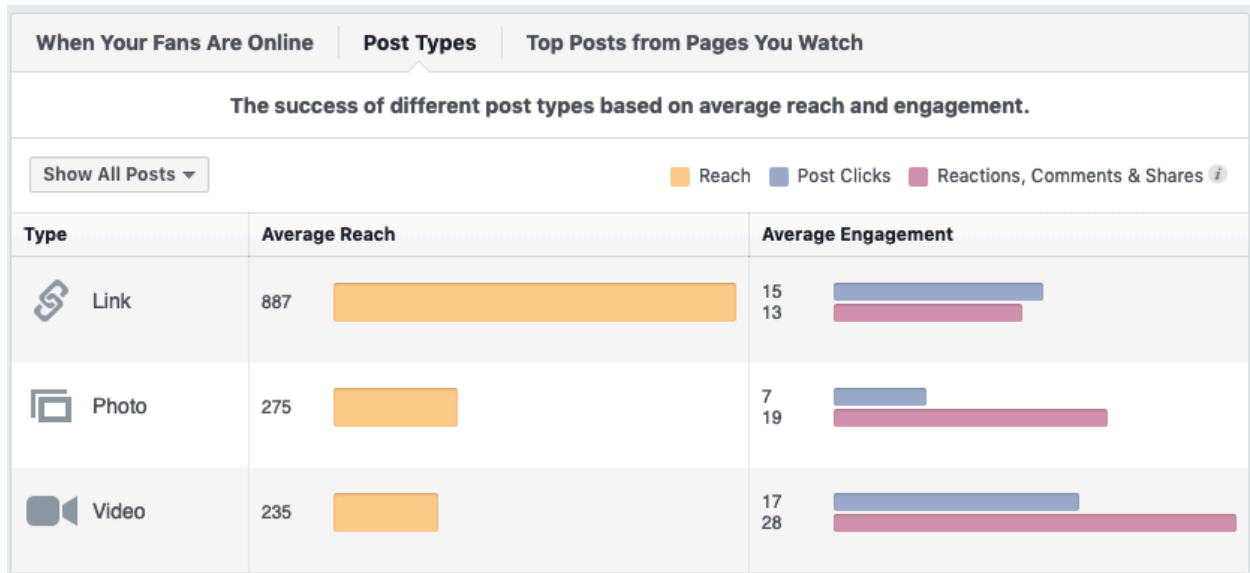 When Your Fans Are Online Post Types Top Posts from Pages You Watch
The success of different post types based on average reach and engagement.
Show All Posts Reach Post Clicks Reactions, Comments & Shares i
Type Average Reach Average Engagement
Link 887 15
13
Photo 275 7
19
Video 235 17
28